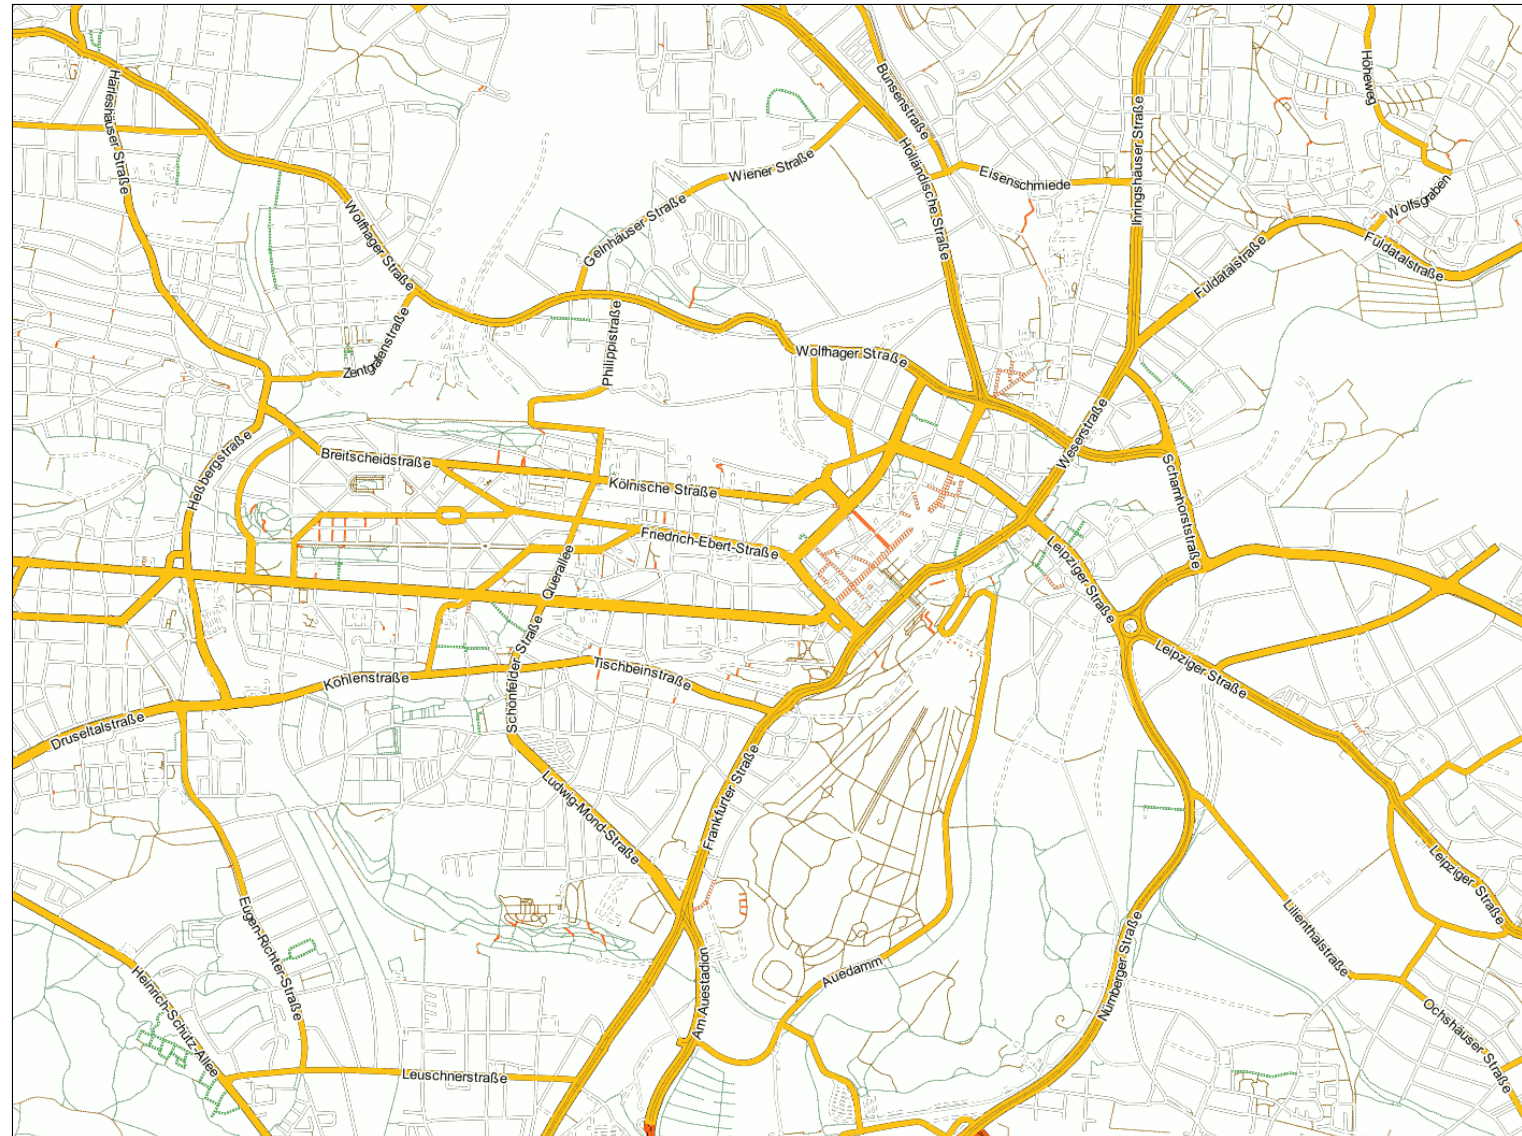 Bunsenstraße
Höheweg
Harleshäuser Straße
Ihringshäuser Straße
Holländische Straße
Wiener Straße
Eisenschmiede
Wolfsgraben
Gelnhäuser Straße
Wolfhager Straße
Fuldatalstraße
Fuldatalstraße
Zentgrafenstraße
Philippistraße
Wolfhager Straße
Weserstraße
Heßbergstraße
Breitscheidstraße
Kölnische Straße
Scharnhorststraße
Friedrich-Ebert-Straße
Querallee
Leipziger Straße
Schönfelder-Straße
Tischbeinstraße
Leipziger Straße
Kohlenstraße
Druseltalstraße
Ludwig-Mond-Straße
Frankfurter Straße
Leipziger Straße
Eugen-Richter-Straße
Lilienthalstraße
Nürnberger Straße
Auedamm
Am Auestadion
Heinrich-Schütz-Allee
Ochshäuser Straße
Leuschnerstraße